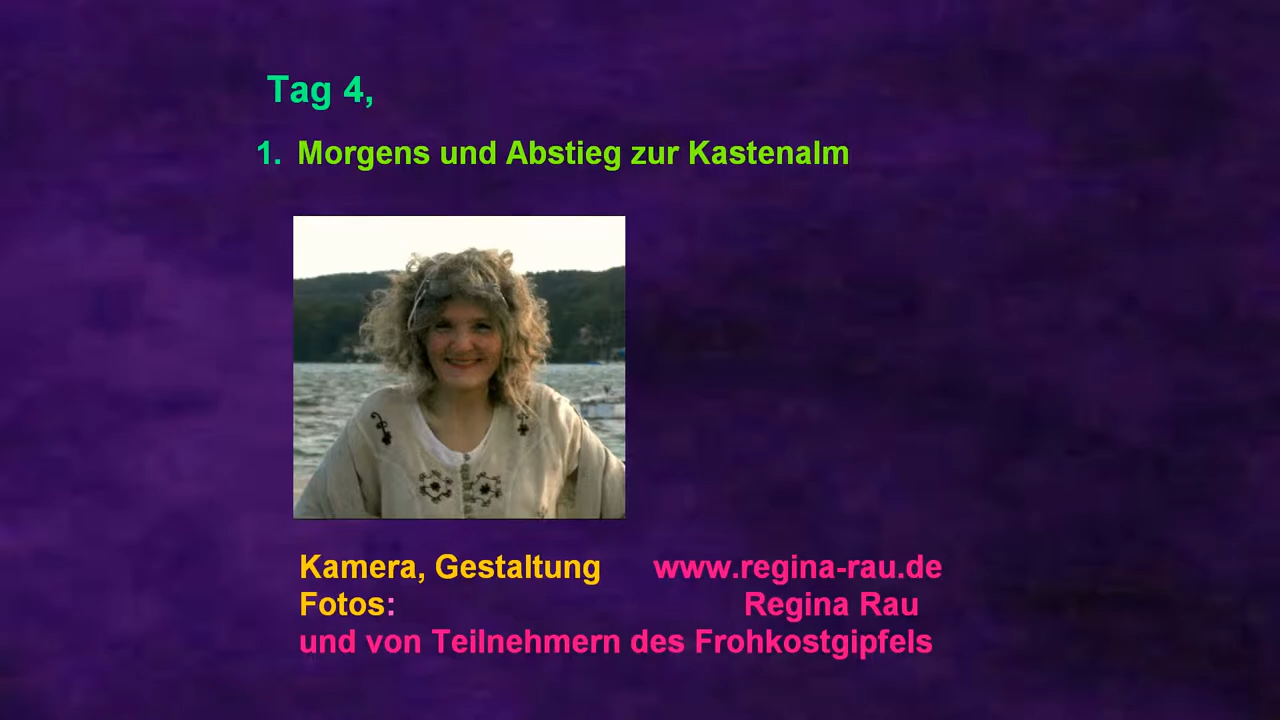 Tag 4,
1. Morgens und Abstieg zur Kastenalm
Kamera, Gestaltung www.regina-rau.de
Fotos: Regina Rau
und von Teilnehmern des Frohkostgipfels